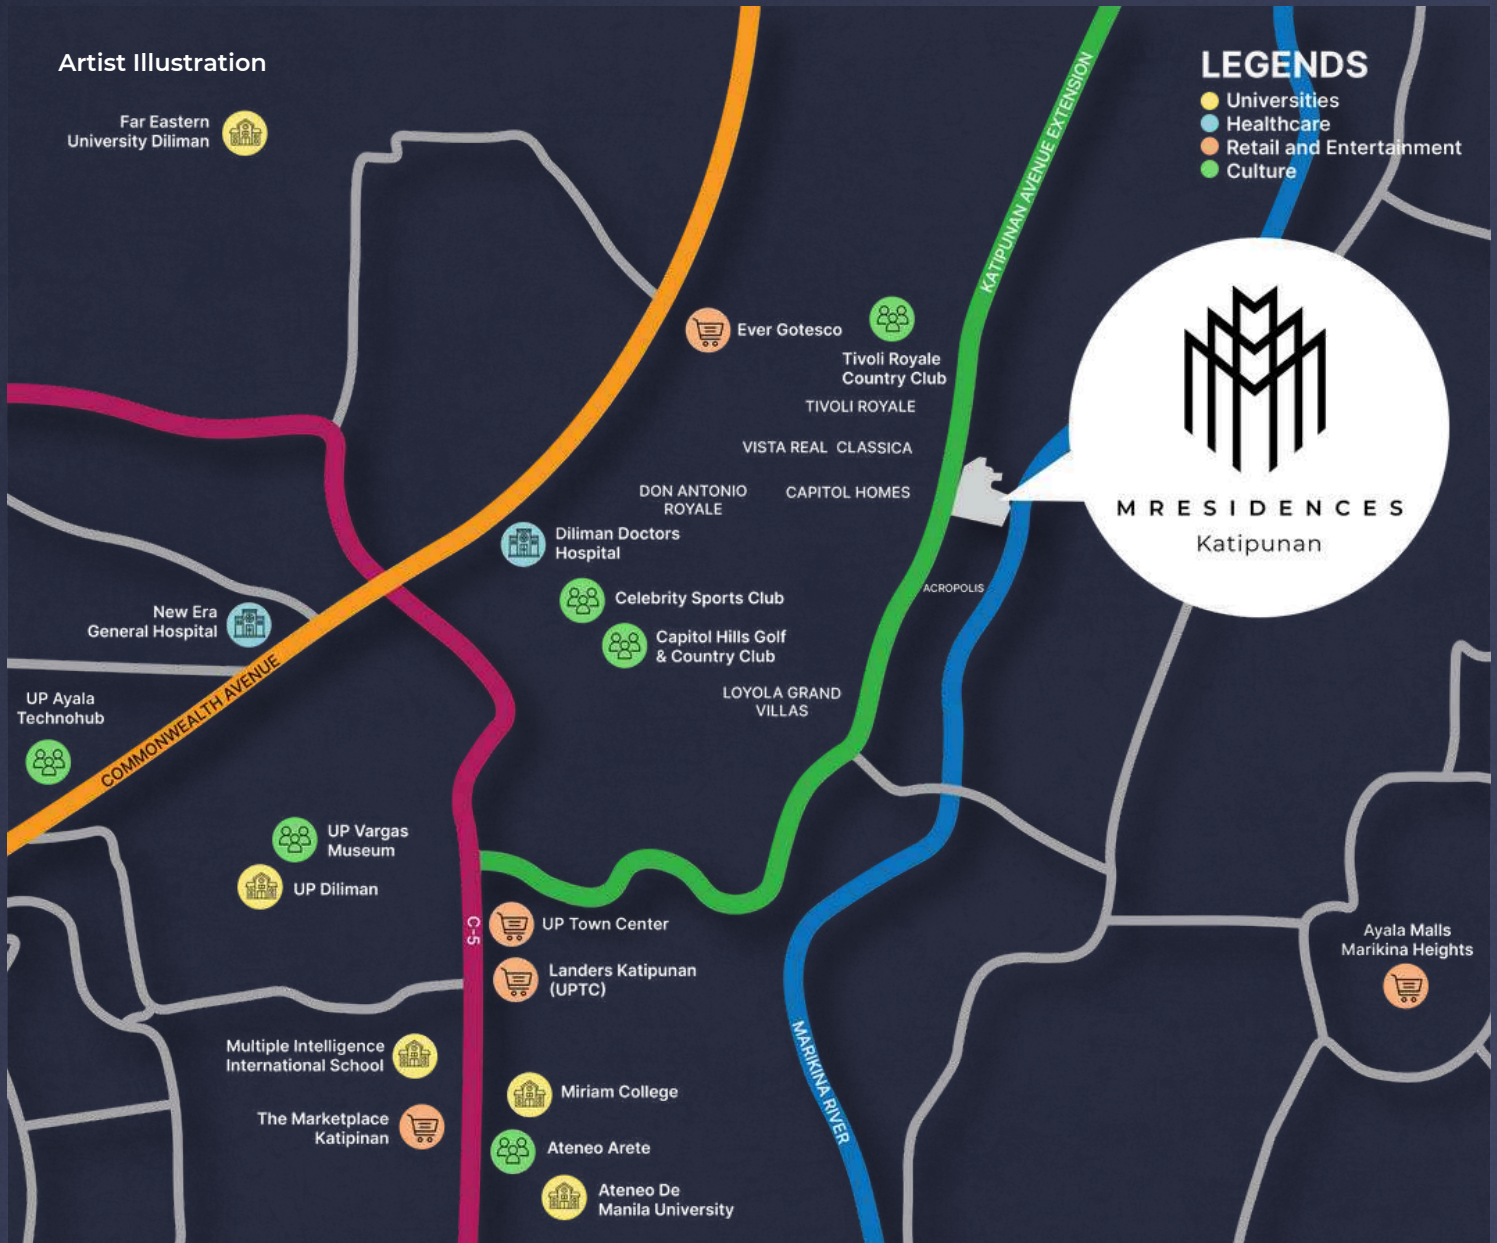 Artist Illustration
LEGENDS
Universities
Healthcare
Retail and Entertainment
Culture
Far Eastern
University Diliman
KATIPUNAN AVENUE EXTENSION
Ever Gotesco
Tivoli Royale
Country Club
TIVOLI ROYALE
VISTA REAL CLASSICA
DON ANTONIO
ROYALE
CAPITOL HOMES
MRESIDENCES
Katipunan
Diliman Doctors
Hospital
ACROPOLIS
Celebrity Sports Club
New Era
General Hospital
Capitol Hills Golf
& Country Club
COMMONWEALTH AVENUE
UP Ayala
Technohub
LOYOLA GRAND
VILLAS
UP Vargas
Museum
UP Diliman
C-5
UP Town Center
Ayala Malls
Marikina Heights
Landers Katipunan
(UPTC)
MARIKINA RIVER
Multiple Intelligence
International School
Miriam College
The Marketplace
Katipinan
Ateneo Arete
Ateneo De
Manila University